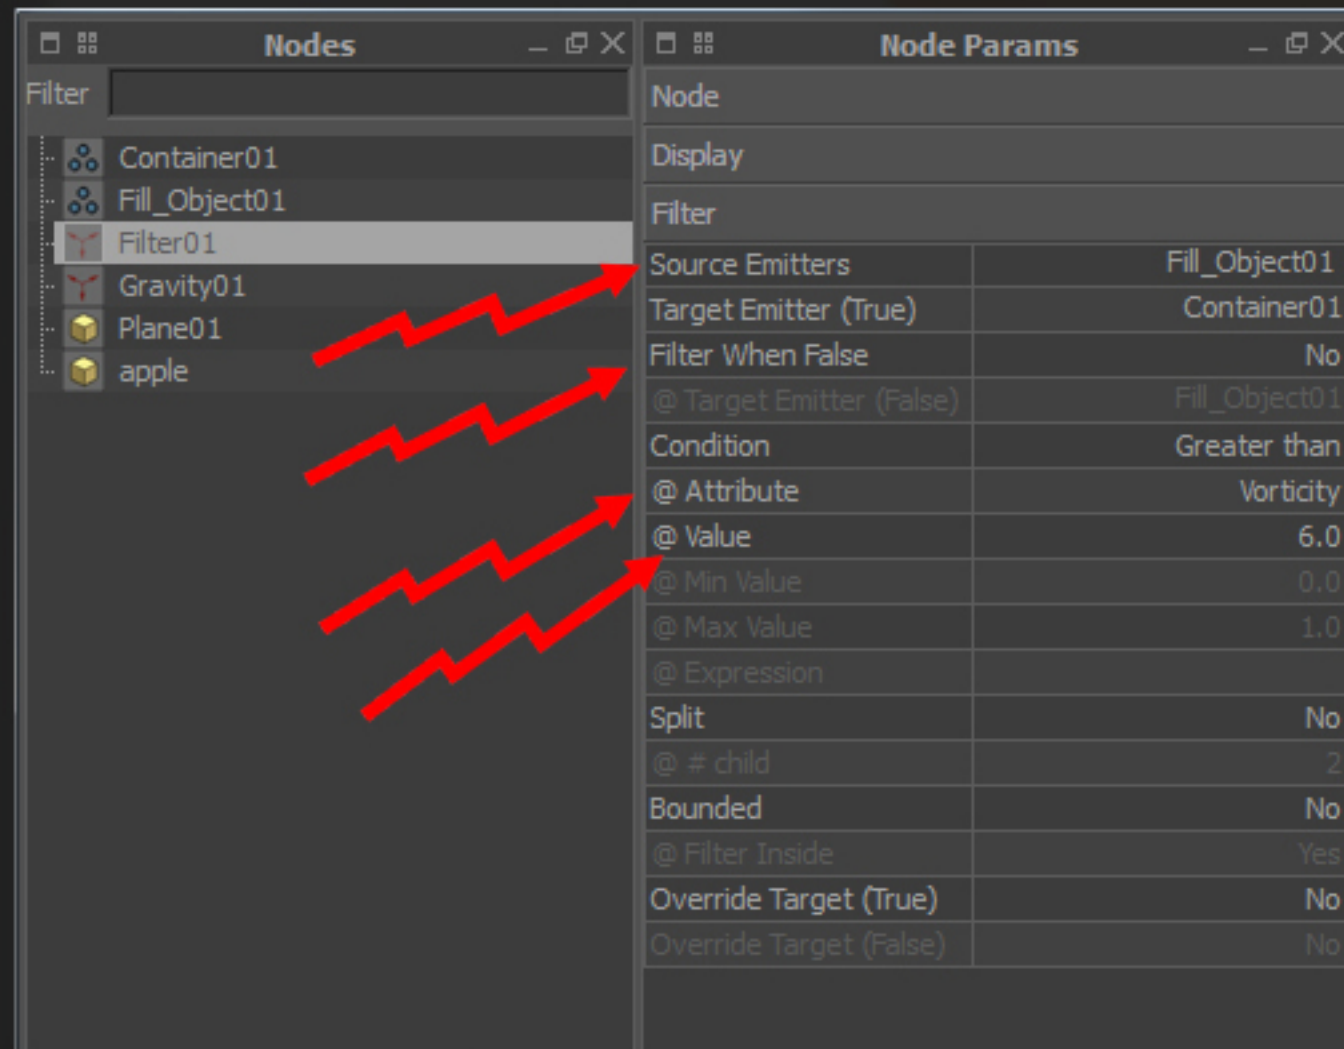 Nodes
Filter
Container01
Fill_Object01
Filter01
Gravity01
Plane01
apple
Node Params
Node
Display
Filter
Source Emitters Fill_Object01
Target Emitter (True) Container01
Filter When False No
@ Target Emitter (False) Fill_Object01
Condition Greater than
@ Attribute Vorticity
@ Value 6.0
@ Min Value 0.0
@ Max Value 1.0
@ Expression
Split No
@ # child 2
Bounded No
@ Filter Inside Yes
Override Target (True) No
Override Target (False) No